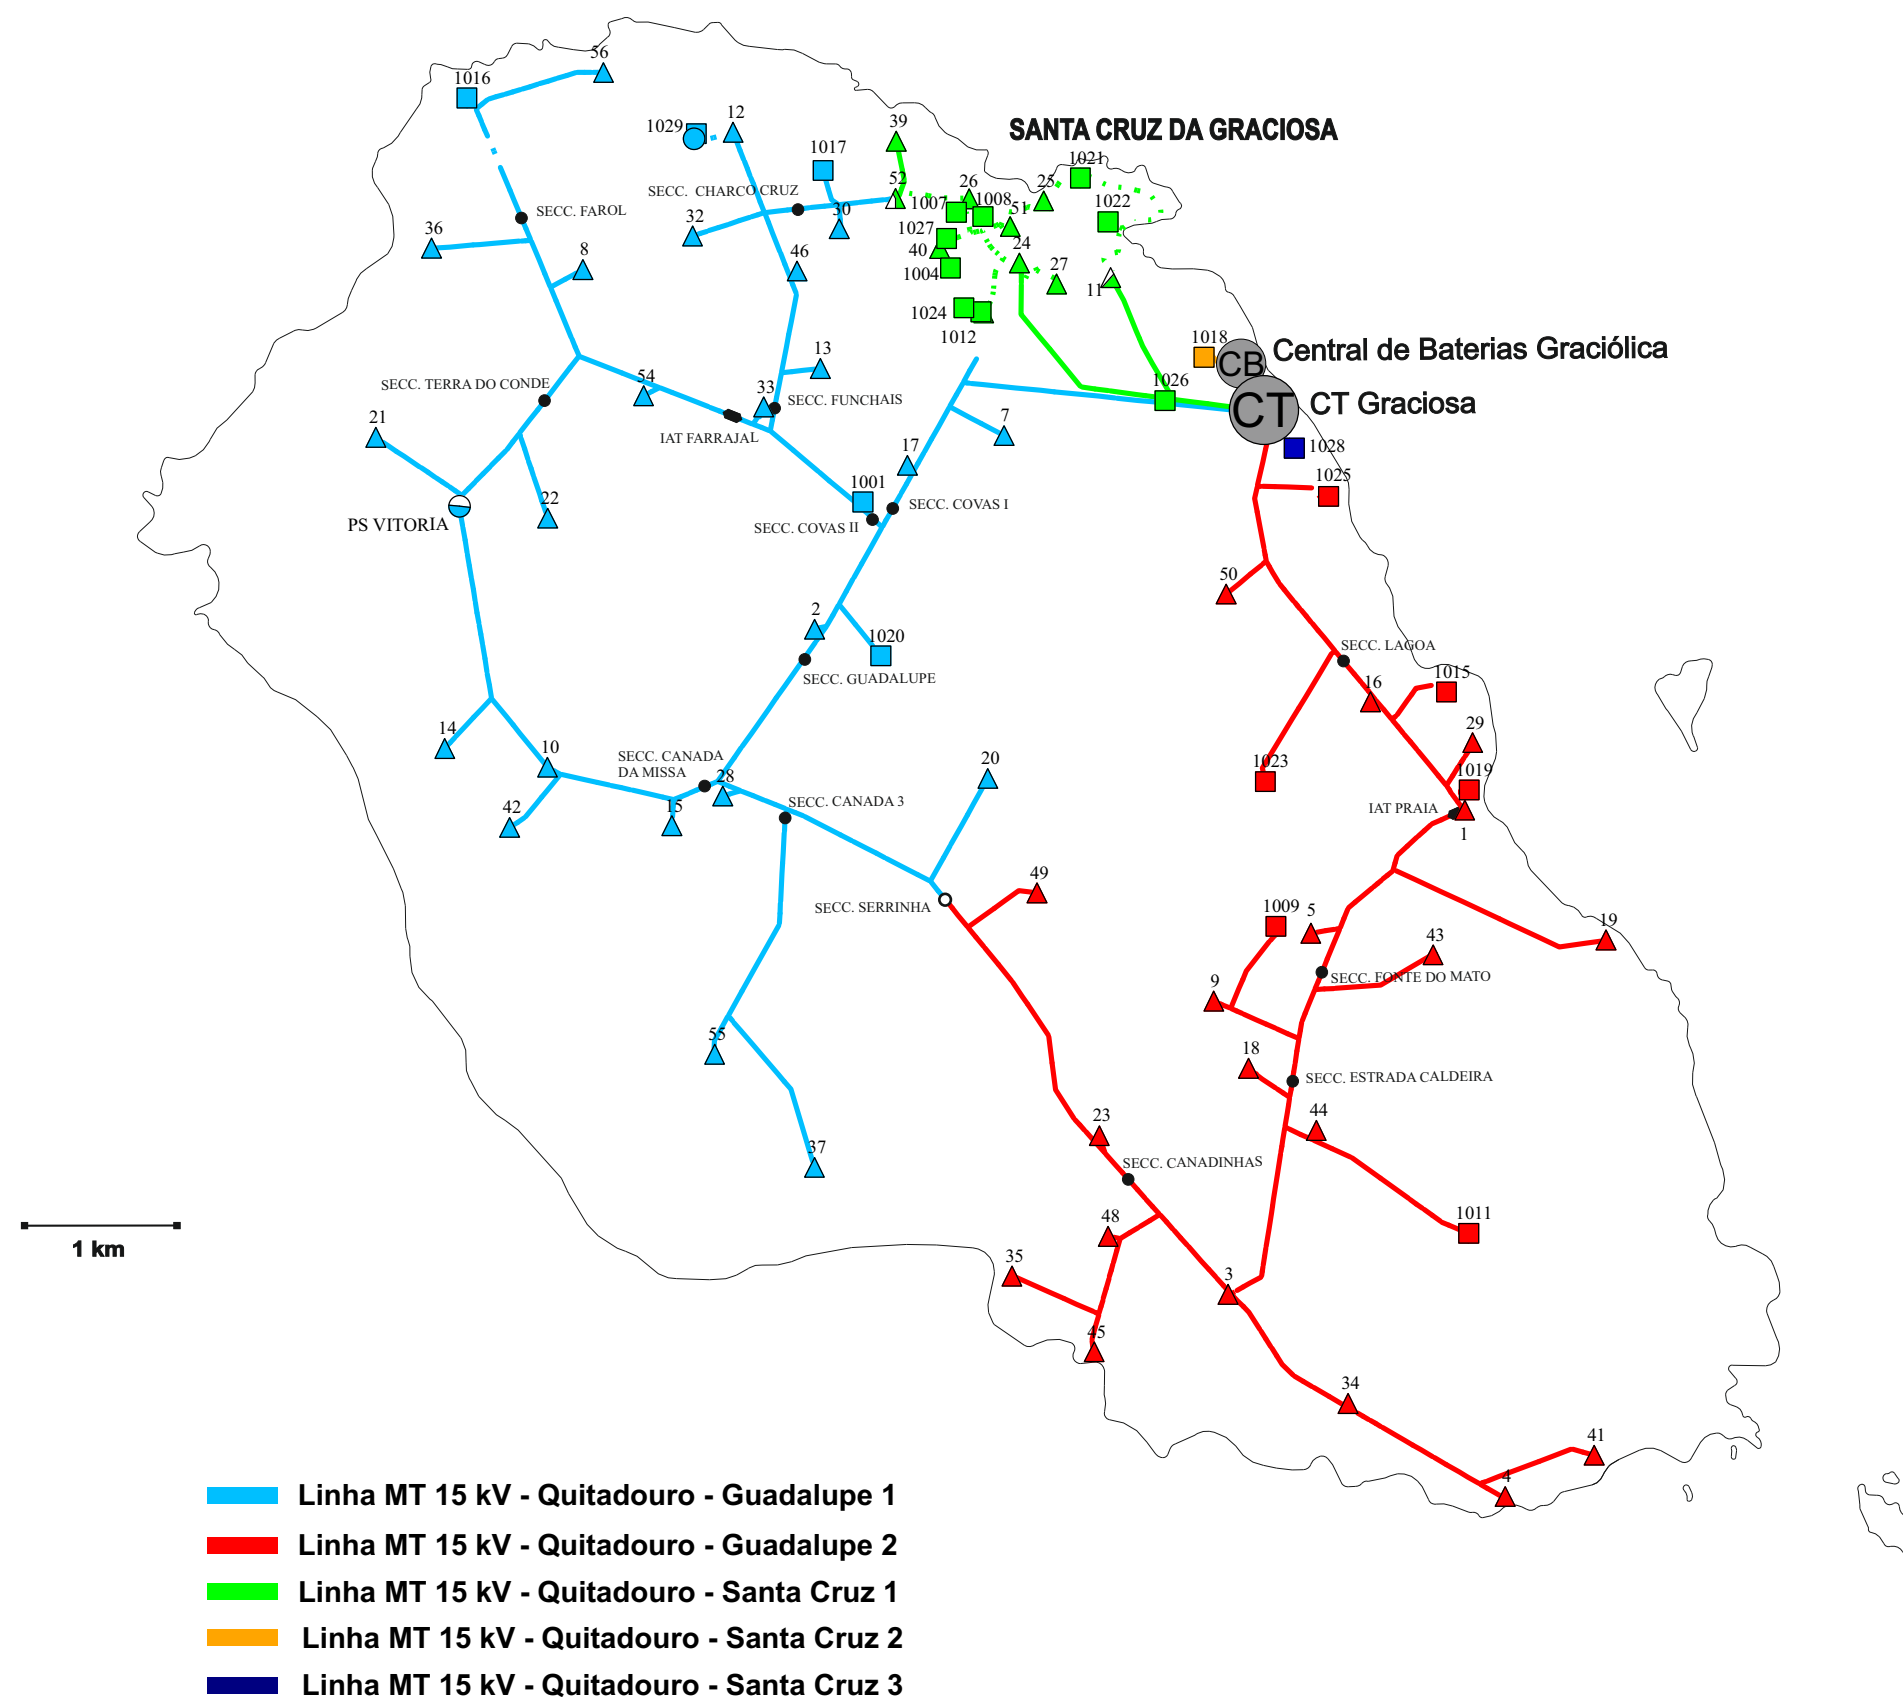 56
1016
1029
12
39
SANTA CRUZ DA GRACIOSA
1017
1021
SECC. CHARCO CRUZ
52
26
25
1007
1008
1022
SECC. FAROL
32
30
51
36
1027
8
46
40
24
1004
27
11
1024
1012
1018
CB
Central de Baterias Graciólica
13
SECC. TERRA DO CONDE
54
33
SECC. FUNCHAIS
1026
CT
CT Graciosa
21
IAT FARRAJAL
7
17
1028
1025
1001
22
SECC. COVAS I
PS VITORIA
SECC. COVAS II
50
2
1020
SECC. LAGOA
SECC. GUADALUPE
16
1015
14
10
SECC. CANADA
DA MISSA
28
20
29
1023
1019
42
15
SECC. CANADA 3
IAT PRAIA
1
49
SECC. SERRINHA
1009
5
43
19
SECC. FONTE DO MATO
9
55
18
SECC. ESTRADA CALDEIRA
23
44
37
SECC. CANADINHAS
1011
1 km
48
35
3
45
34
41
4
Linha MT 15 kV - Quitadouro - Guadalupe 1
Linha MT 15 kV - Quitadouro - Guadalupe 2
Linha MT 15 kV - Quitadouro - Santa Cruz 1
Linha MT 15 kV - Quitadouro - Santa Cruz 2
Linha MT 15 kV - Quitadouro - Santa Cruz 3